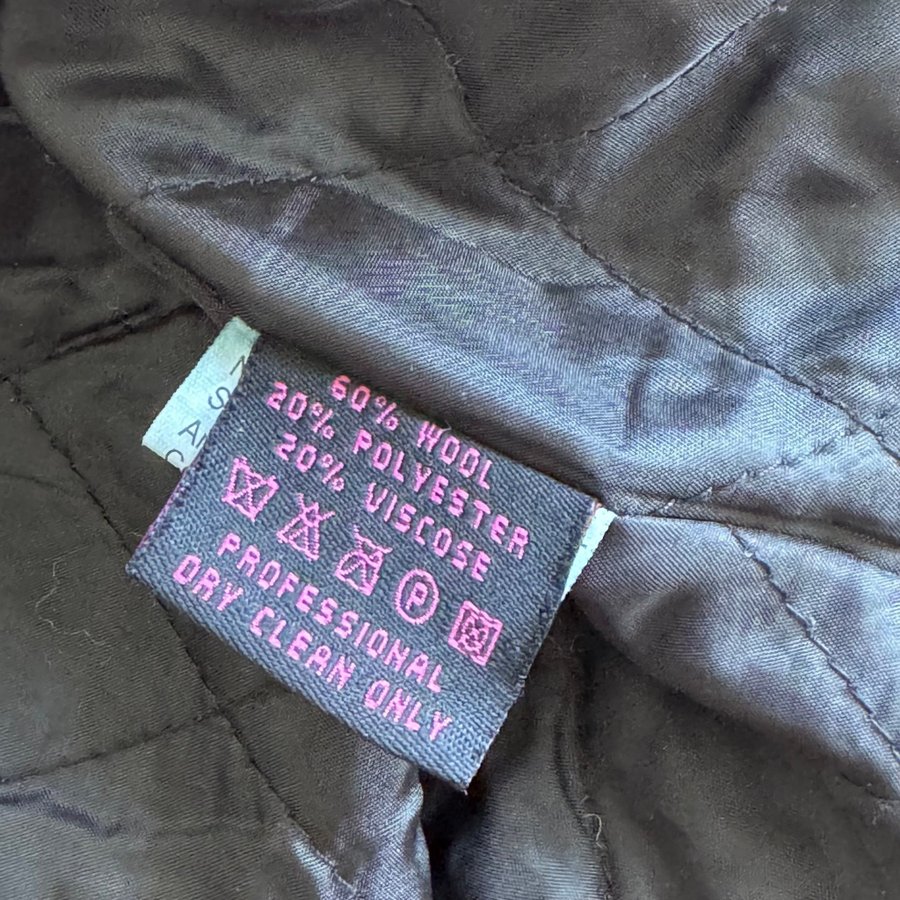 60% WOOL
20% POLYESTER
20% VISCOSE
P
PROFESSIONAL
DRY CLEAN ONLY